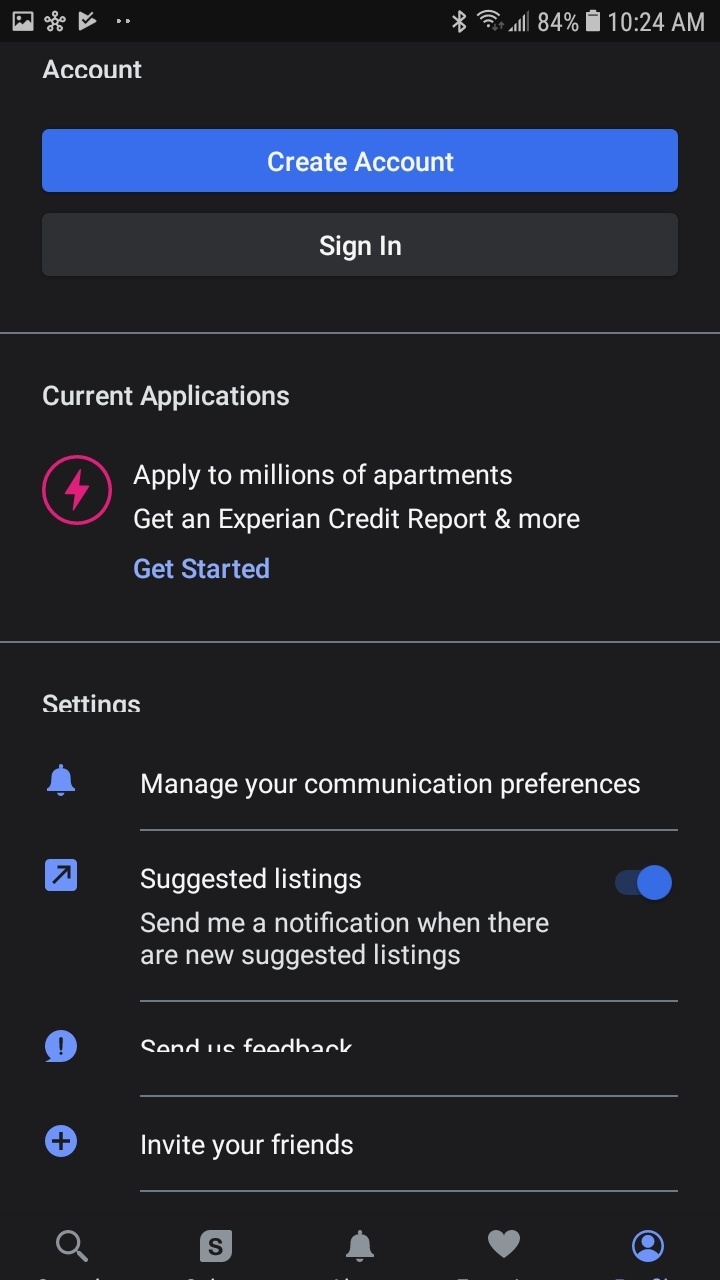 84% 10:24 AM
Account
Create Account
Sign In
Current Applications
Apply to millions of apartments
Get an Experian Credit Report & more
Get Started
Settings
Manage your communication preferences
Suggested listings
Send me a notification when there
are new suggested listings
Send us feedback
Invite your friends
S